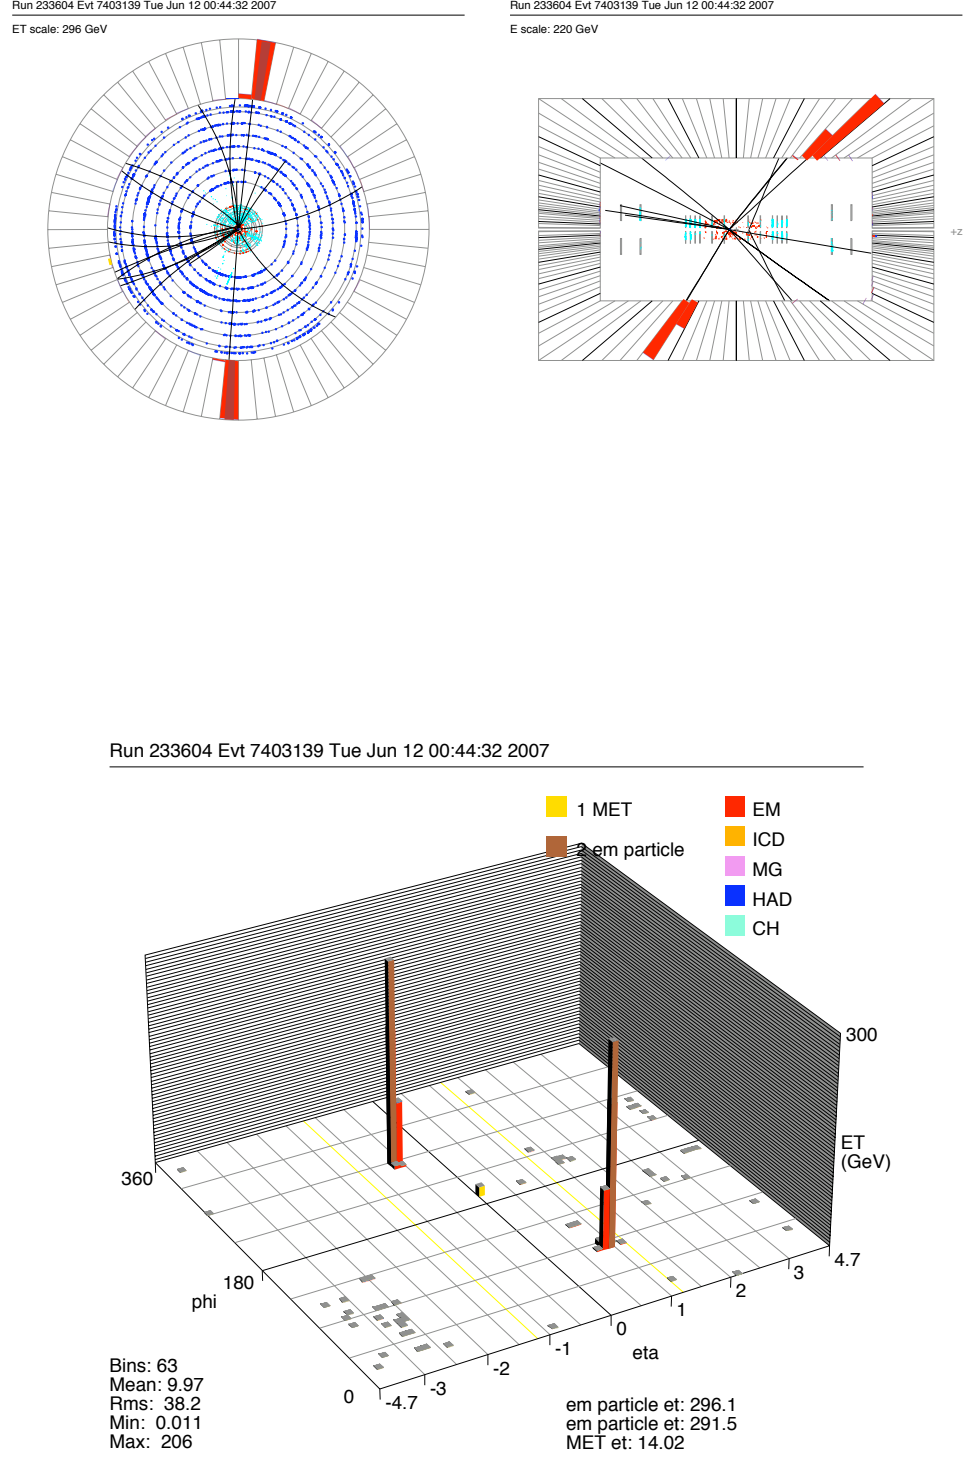 Run 233604 Evt 7403139 Tue Jun 12 00:44:32 2007
ET scale: 296 GeV
Run 233604 Evt 7403139 Tue Jun 12 00:44:32 2007
E scale: 220 GeV
+z
Run 233604 Evt 7403139 Tue Jun 12 00:44:32 2007
1 MET
2 em particle
EM
ICD
MG
HAD
CH
300
ET
(GeV)
360
180
phi
0
-4.7
-3
-2
-1
0
1
2
3
4.7
eta
Bins: 63
Mean: 9.97
Rms: 38.2
Min: 0.011
Max: 206
em particle et: 296.1
em particle et: 291.5
MET et: 14.02